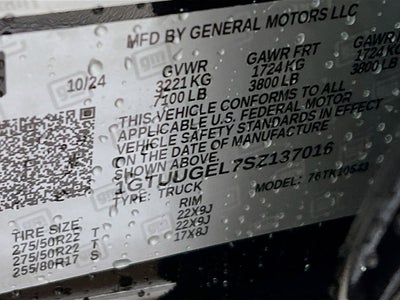 MFD BY GENERAL MOTORS LLC
10/24 GVWR GAWR FRT GAWR
3221 KG 1724 KG 1724 KG
7100 LB 3800 LB 3800 LB
THIS VEHICLE CONFORMS TO ALL
APPLICABLE U.S. FEDERAL MOTOR
VEHICLE SAFETY STANDARDS IN EFFECT
ON THE DATE OF MANUFACTURE
SHOWN ABOVE.
1GTUUGEL7SZ137016
TYPE: TRUCK MODEL: 76TK10543
TIRE SIZE RIM
275/50R22 T 22X9J
275/50R22 T 22X9J
255/80R17 S 17X8J